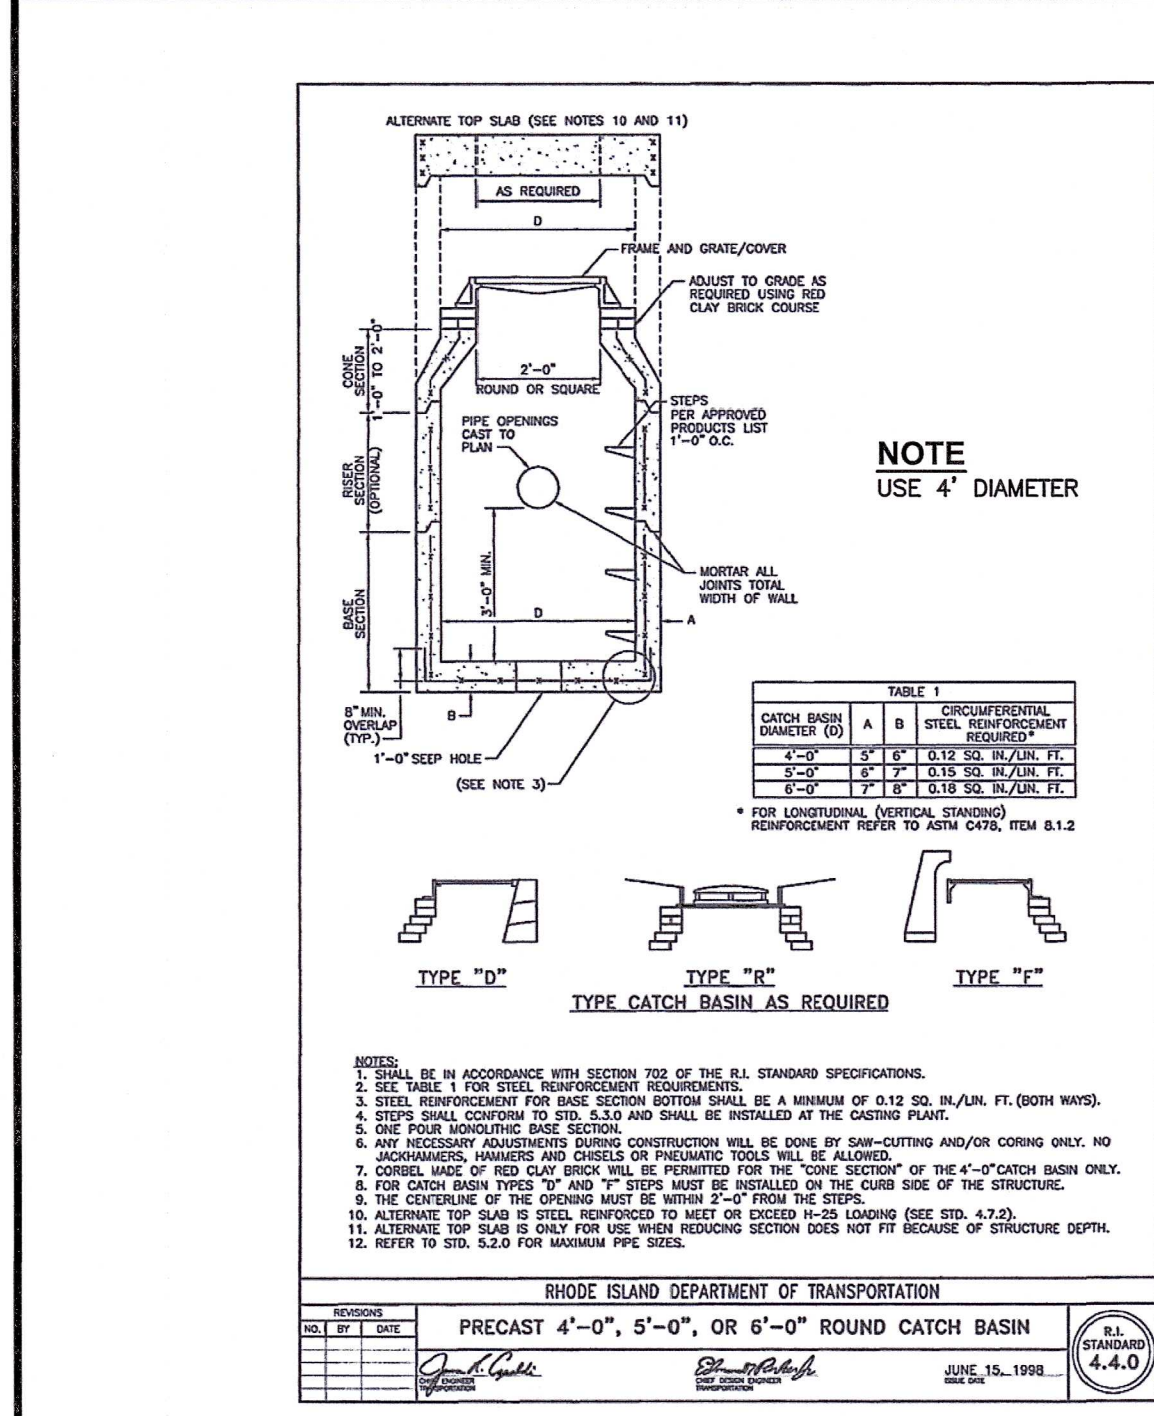 ALTERNATE TOP SLAB (SEE NOTES 10 AND 11)
AS REQUIRED
D
FRAME AND GRATE/COVER
ADJUST TO GRADE AS
REQUIRED USING RED
CLAY BRICK COURSE
CONE
SECTION
1'-0" TO 2'-0"
2'-0"
ROUND OR SQUARE
STEPS
PER APPROVED
PRODUCTS LIST
1'-0" O.C.
PIPE OPENINGS
CAST TO
PLAN
RISER
SECTION
(OPTIONAL)
NOTE
USE 4' DIAMETER
3'-0" MIN.
MORTAR ALL
JOINTS TOTAL
WIDTH OF WALL
BASE
SECTION
D
A
B
8" MIN.
OVERLAP
(TYP.)
1'-0" SEEP HOLE
(SEE NOTE 3)
TABLE 1
CATCH BASIN DIAMETER (D) A B CIRCUMFERENTIAL STEEL REINFORCEMENT REQUIRED*
4'-0" 5" 6" 0.12 SQ. IN./LIN. FT.
5'-0" 6" 7" 0.15 SQ. IN./LIN. FT.
6'-0" 7" 8" 0.18 SQ. IN./LIN. FT.
* FOR LONGITUDINAL (VERTICAL STANDING)
REINFORCEMENT REFER TO ASTM C478, ITEM 8.1.2
TYPE "D"
TYPE "R"
TYPE "F"
TYPE CATCH BASIN AS REQUIRED
NOTES:
1. SHALL BE IN ACCORDANCE WITH SECTION 702 OF THE R.I. STANDARD SPECIFICATIONS.
2. SEE TABLE 1 FOR STEEL REINFORCEMENT REQUIREMENTS.
3. STEEL REINFORCEMENT FOR BASE SECTION BOTTOM SHALL BE A MINIMUM OF 0.12 SQ. IN./LIN. FT. (BOTH WAYS).
4. STEPS SHALL CONFORM TO STD. 5.3.0 AND SHALL BE INSTALLED AT THE CASTING PLANT.
5. ONE POUR MONOLITHIC BASE SECTION.
6. ANY NECESSARY ADJUSTMENTS DURING CONSTRUCTION WILL BE DONE BY SAW-CUTTING AND/OR CORING ONLY. NO
JACKHAMMERS, HAMMERS AND CHISELS OR PNEUMATIC TOOLS WILL BE ALLOWED.
7. CORBEL MADE OF RED CLAY BRICK WILL BE PERMITTED FOR THE "CONE SECTION" OF THE 4'-0" CATCH BASIN ONLY.
8. FOR CATCH BASIN TYPES "D" AND "F" STEPS MUST BE INSTALLED ON THE CURB SIDE OF THE STRUCTURE.
9. THE CENTERLINE OF THE OPENING MUST BE WITHIN 2'-0" FROM THE STEPS.
10. ALTERNATE TOP SLAB IS STEEL REINFORCED TO MEET OR EXCEED H-25 LOADING (SEE STD. 4.7.2).
11. ALTERNATE TOP SLAB IS ONLY FOR USE WHEN REDUCING SECTION DOES NOT FIT BECAUSE OF STRUCTURE DEPTH.
12. REFER TO STD. 5.2.0 FOR MAXIMUM PIPE SIZES.
RHODE ISLAND DEPARTMENT OF TRANSPORTATION
REVISIONS
NO. BY DATE
PRECAST 4'-0", 5'-0", OR 6'-0" ROUND CATCH BASIN
CHIEF ENGINEER
TRANSPORTATION
CHIEF DESIGN ENGINEER
TRANSPORTATION
JUNE 15, 1998
ISSUE DATE
R.I.
STANDARD
4.4.0